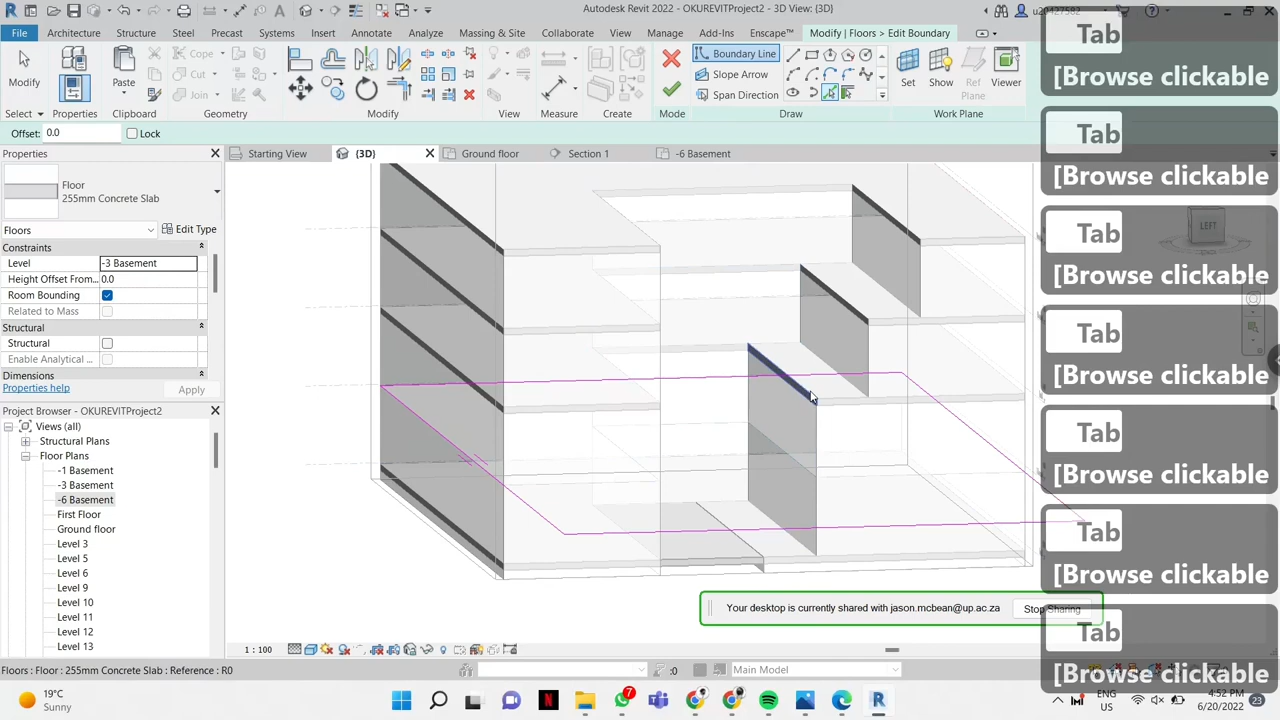 Autodesk Revit 2022 - OKUREVITProject2 - 3D View: {3D}
File
Architecture
Structure
Steel
Precast
Systems
Insert
Annotate
Analyze
Massing & Site
Collaborate
View
Manage
Add-Ins
Enscape™
Modify | Floors > Edit Boundary
Modify
Paste
Cope
Cut
Join
Boundary Line
Slope Arrow
Span Direction
Set
Show
Ref
Plane
Viewer
Select
Properties
Clipboard
Geometry
Modify
View
Measure
Create
Mode
Draw
Work Plane
Offset: 0.0
Lock
Properties
Starting View
{3D}
Ground floor
Section 1
-6 Basement
Floor
255mm Concrete Slab
Floors
Edit Type
Constraints
Level
-3 Basement
Height Offset From...
0.0
Room Bounding
Related to Mass
Structural
Structural
Enable Analytical ...
Dimensions
Properties help
Apply
Project Browser - OKUREVITProject2
Views (all)
Structural Plans
Floor Plans
-1 Basement
-3 Basement
-6 Basement
First Floor
Ground floor
Level 3
Level 5
Level 6
Level 9
Level 10
Level 11
Level 12
Level 13
LEFT
Tab
[Browse clickable
Tab
[Browse clickable
Tab
[Browse clickable
Tab
[Browse clickable
Tab
[Browse clickable
Tab
[Browse clickable
Tab
[Browse clickable
Your desktop is currently shared with jason.mcbean@up.ac.za
Stop Sharing
1 : 100
Floors : Floor : 255mm Concrete Slab : Reference : R0
:0
Main Model
19°C
Sunny
7
ENG
US
4:52 PM
6/20/2022
23